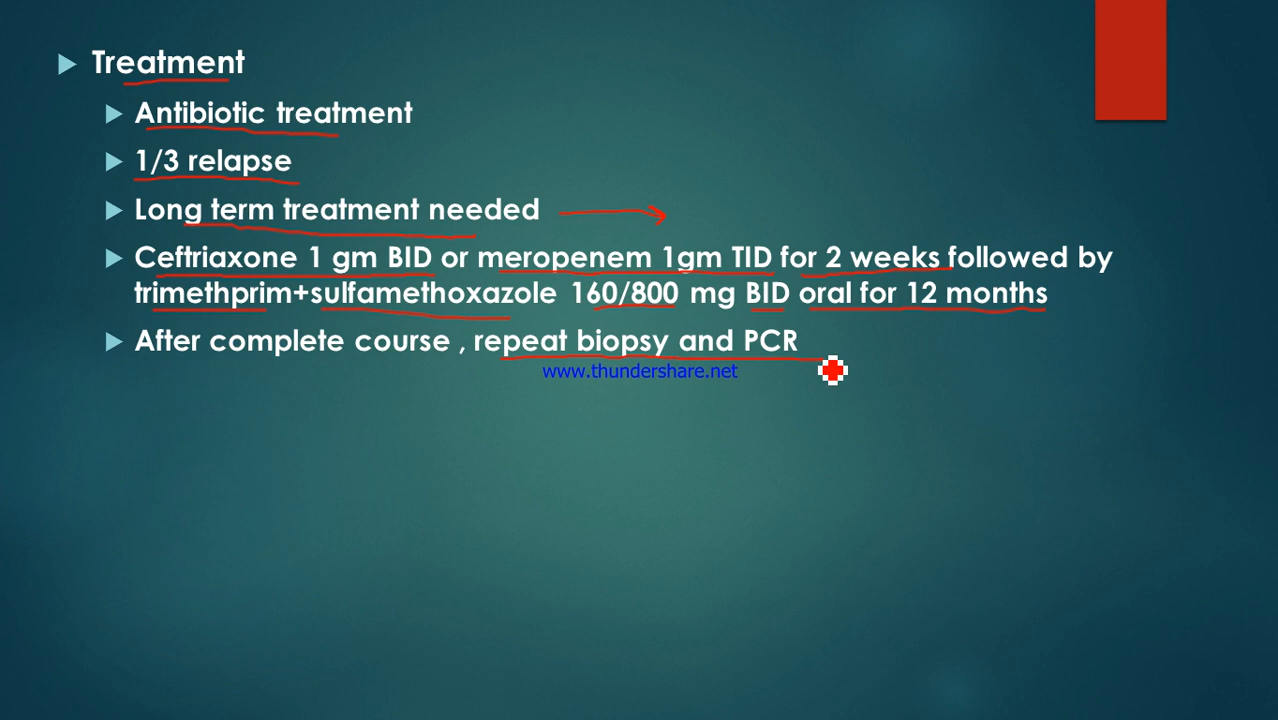 Treatment
Antibiotic treatment
1/3 relapse
Long term treatment needed
Ceftriaxone 1 gm BID or meropenem 1gm TID for 2 weeks followed by
trimethprim+sulfamethoxazole 160/800 mg BID oral for 12 months
After complete course , repeat biopsy and PCR
www.thundershare.net